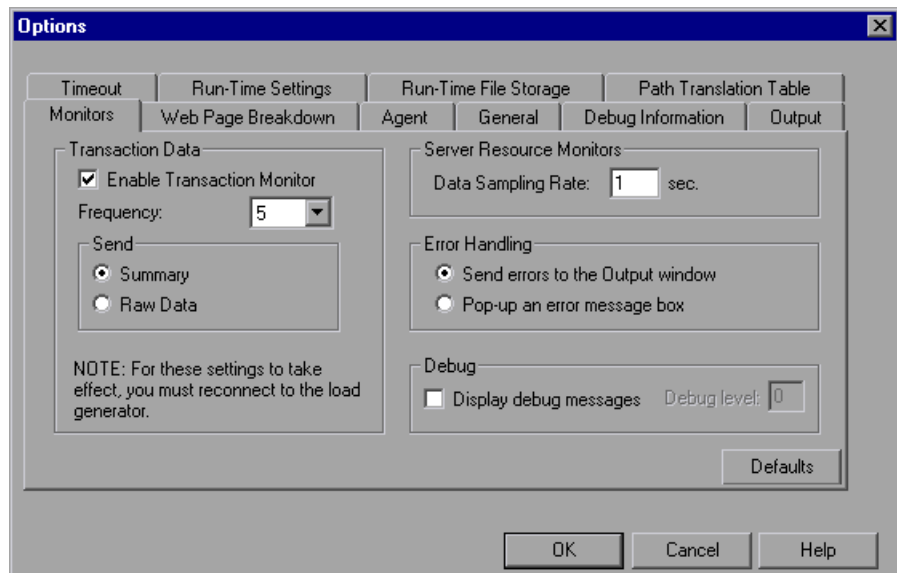 Options
Timeout
Run-Time Settings
Run-Time File Storage
Path Translation Table
Monitors
Web Page Breakdown
Agent
General
Debug Information
Output
Transaction Data
Enable Transaction Monitor
Frequency: 5
Send
Summary
Raw Data
NOTE: For these settings to take
effect, you must reconnect to the load
generator.
Server Resource Monitors
Data Sampling Rate: 1 sec.
Error Handling
Send errors to the Output window
Pop-up an error message box
Debug
Display debug messages Debug level: 0
Defaults
OK
Cancel
Help